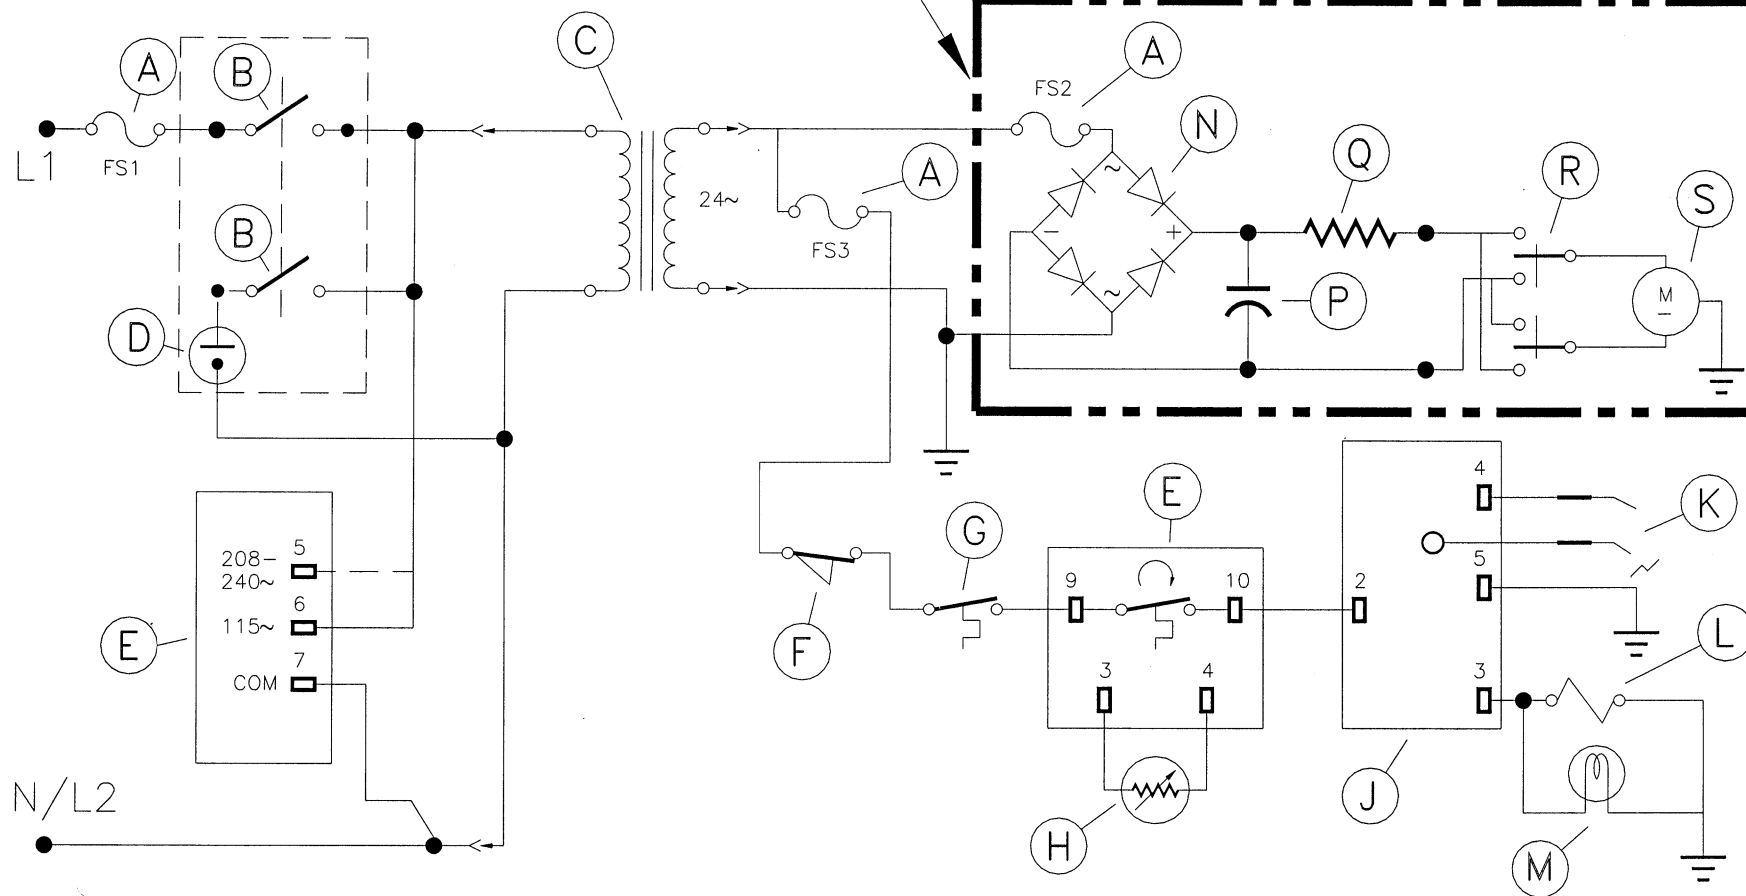 C
A
B
A
FS2
N
L1
FS1
A
Q
R
S
24~
FS3
B
~
−
+
~
D
P
M
−
E
4
K
G
208-
240~
5
9
10
2
5
6
115~
E
F
L
7
COM
3
4
3
N/L2
H
J
M